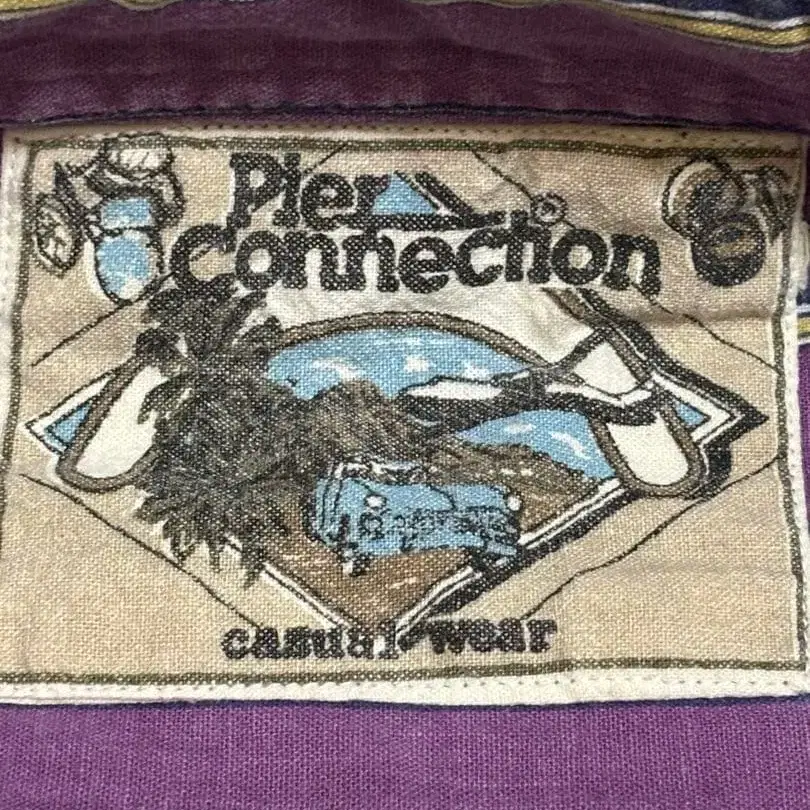 Pier
Connection
casual wear